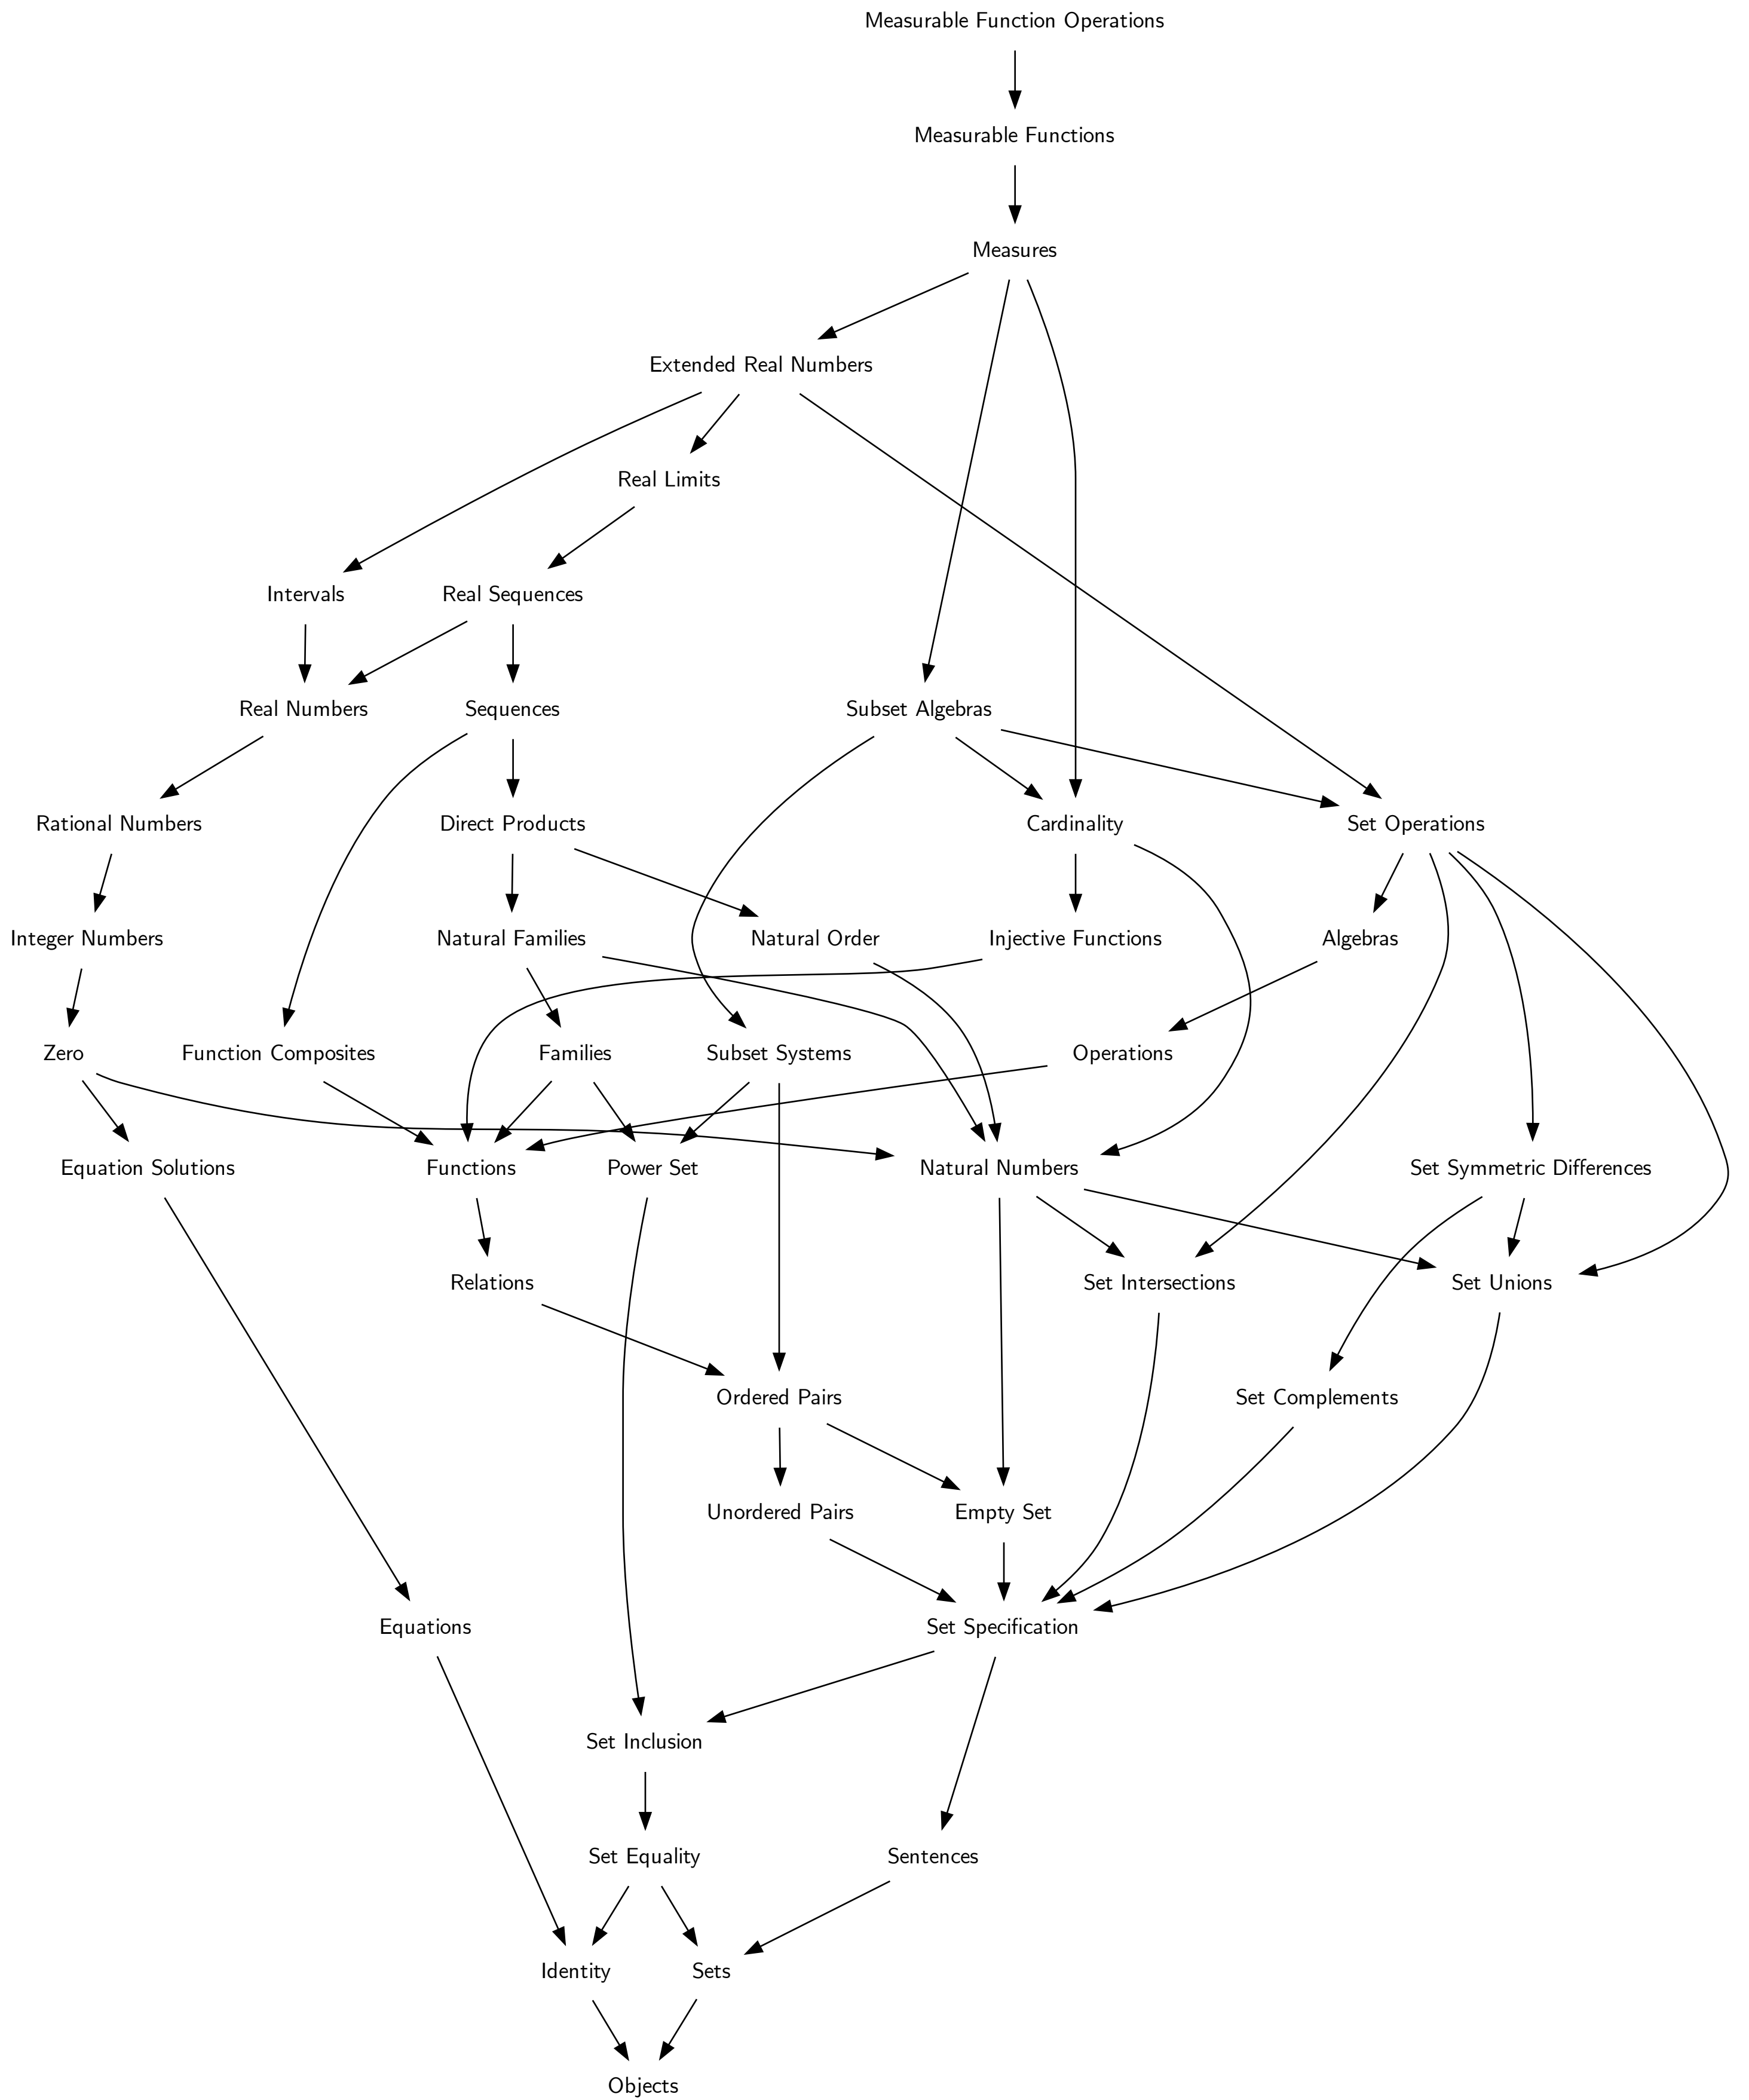 Measurable Function Operations
Measurable Functions
Measures
Extended Real Numbers
Real Limits
Intervals
Real Sequences
Real Numbers
Sequences
Subset Algebras
Rational Numbers
Direct Products
Cardinality
Set Operations
Integer Numbers
Natural Families
Natural Order
Injective Functions
Algebras
Zero
Function Composites
Families
Subset Systems
Operations
Equation Solutions
Functions
Power Set
Natural Numbers
Set Symmetric Differences
Relations
Set Intersections
Set Unions
Ordered Pairs
Set Complements
Unordered Pairs
Empty Set
Equations
Set Specification
Set Inclusion
Set Equality
Sentences
Identity
Sets
Objects